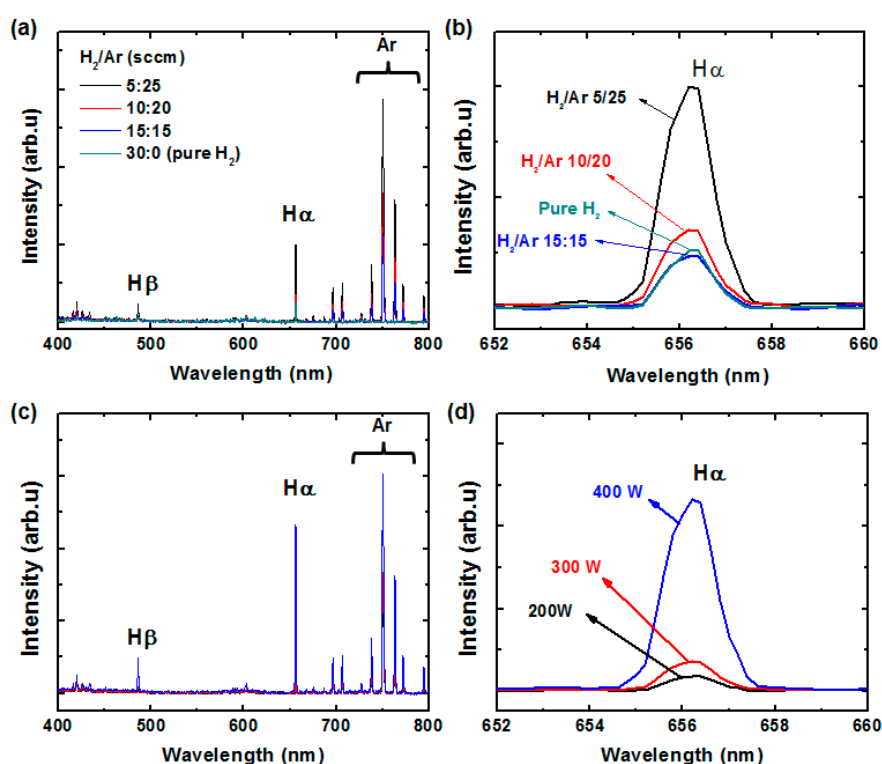 (a)
H₂/Ar (sccm)
5:25
10:20
15:15
30:0 (pure H₂)
Ar
Hα
Hβ
Intensity (arb.u)
400 500 600 700 800
Wavelength (nm)
(b)
Hα
H₂/Ar 5/25
H₂/Ar 10/20
Pure H₂
H₂/Ar 15:15
Intensity (arb.u)
652 654 656 658 660
Wavelength (nm)
(c)
Ar
Hα
Hβ
Intensity (arb.u)
400 500 600 700 800
Wavelength (nm)
(d)
Hα
400 W
300 W
200W
Intensity (arb.u)
652 654 656 658 660
Wavelength (nm)